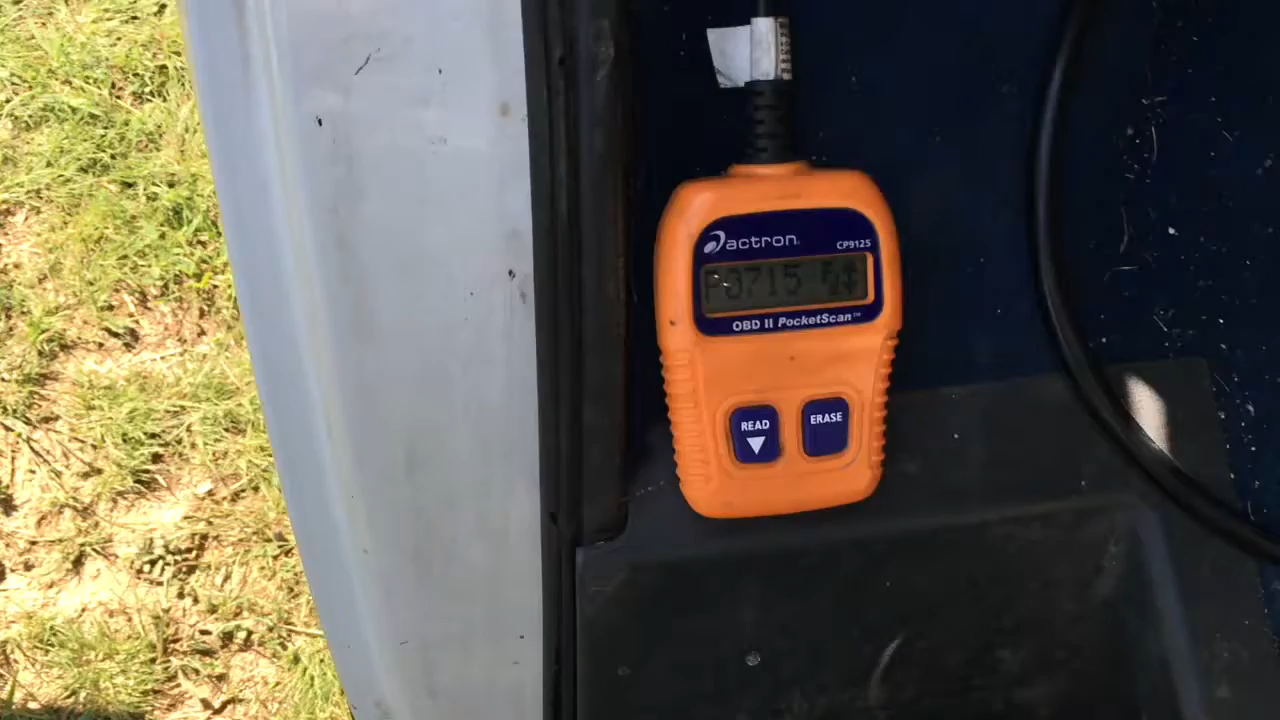 actron
CP9125
P0715
OBD II PocketScan™
READ
ERASE